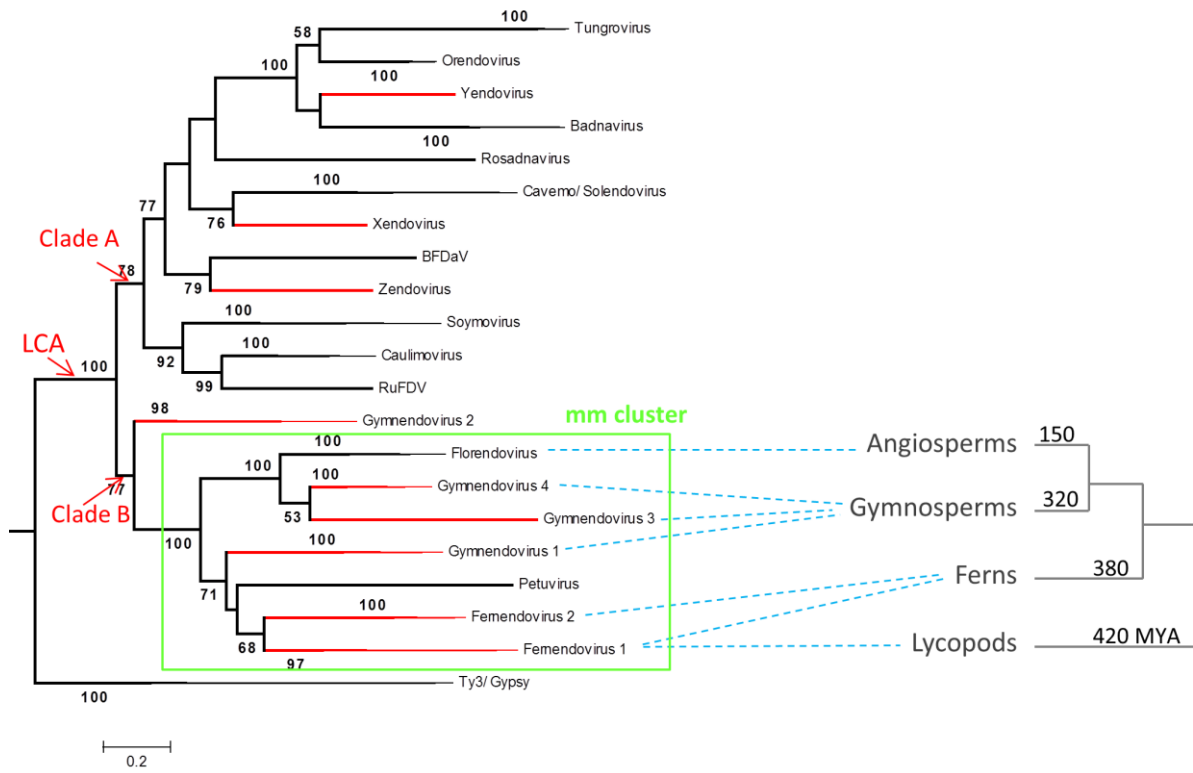 100
Tungrovirus
58
100
Orendovirus
100
Yendovirus
Badnavirus
100
Rosadnavirus
100
Cavemo/ Solendovirus
77
76
Xendovirus
Clade A
78
BFDaV
79
Zendovirus
100
Soymovirus
LCA
100
92
100
Caulimovirus
99
RuFDV
98
Gymnendovirus 2
mm cluster
100
Florendovirus
Angiosperms
150
100
100
Gymnendovirus 4
77
Clade B
53
Gymnendovirus 3
Gymnosperms
320
100
100
Gymnendovirus 1
71
Petuvirus
Ferns
380
100
Fernendovirus 2
68
97
Fernendovirus 1
Lycopods
420 MYA
100
Ty3/ Gypsy
0.2